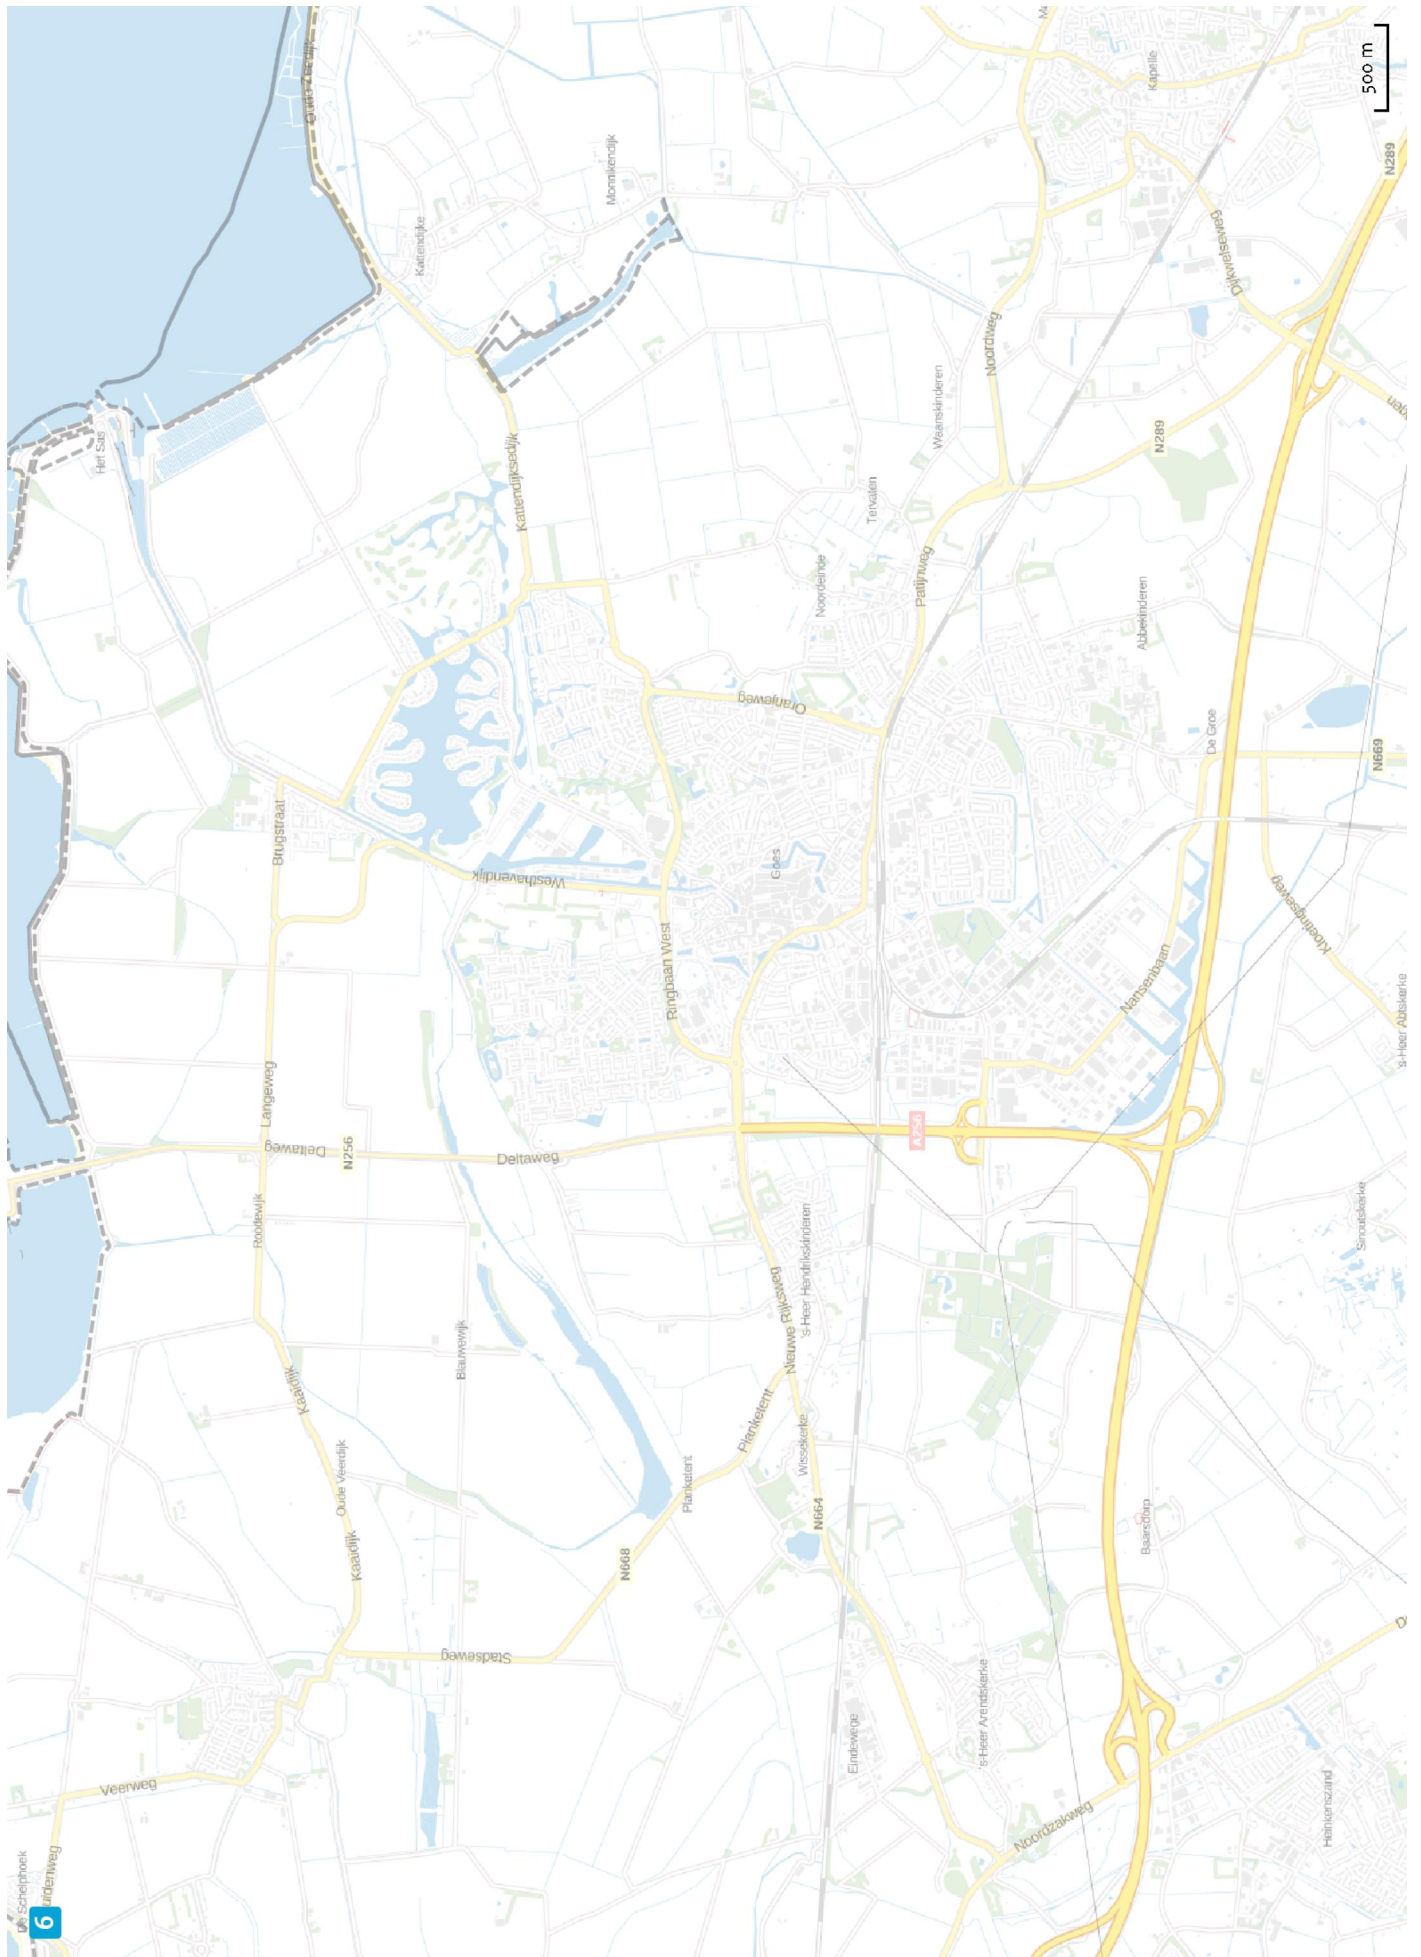 500 m
Oude Zeedijk
Kapelle
Monnikendijk
Kattendijke
N289
Dijkwelseweg
Noordweg
Waanskinderen
Het Sas
Kattendijksedijk
N289
Tervaten
Patijnweg
Noordeinde
Abbekinderen
Oranjeweg
De Groe
N669
Brugstraat
Westhavendijk
Goes
Kloetingseweg
Ringbaan West
Nansenbaan
's-Heer Abtskerke
Langeweg
Deltaweg
N256
Deltaweg
A256
Roodewijk
's-Heer Hendrikskinderen
Sinoutskerke
Nieuwe Rijksweg
Blauwewijk
Kaaidijk
Planketent
Wissekerke
Oude Veerdijk
Planketent
N664
Baarsdorp
Kaaidijk
N668
Stadseweg
's-Heer Arendskerke
Eindewege
Veerweg
Noordzakweg
Heinkenszand
De Schelphoek
uidenweg
6